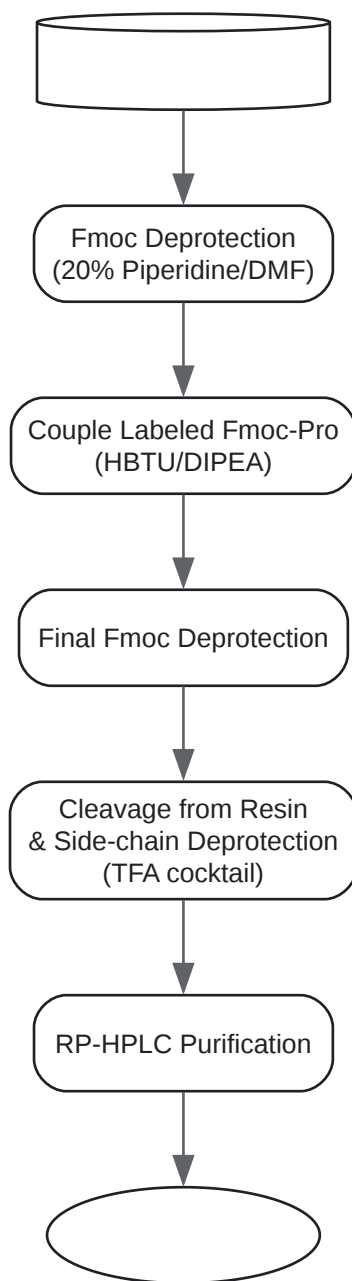 Fmoc Deprotection
(20% Piperidine/DMF)
Couple Labeled Fmoc-Pro
(HBTU/DIPEA)
Final Fmoc Deprotection
Cleavage from Resin
& Side-chain Deprotection
(TFA cocktail)
RP-HPLC Purification